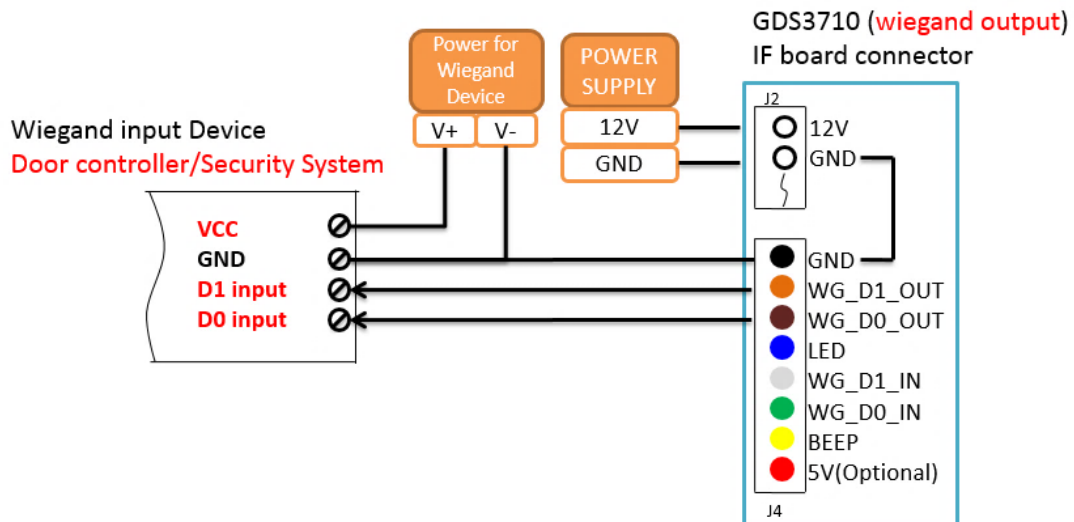 GDS3710 (wiegand output)
IF board connector
Power for
Wiegand
Device
V+
V-
POWER
SUPPLY
12V
GND
Wiegand input Device
Door controller/Security System
VCC
GND
D1 input
D0 input
J2
12V
GND
GND
WG_D1_OUT
WG_D0_OUT
LED
WG_D1_IN
WG_D0_IN
BEEP
5V(Optional)
J4